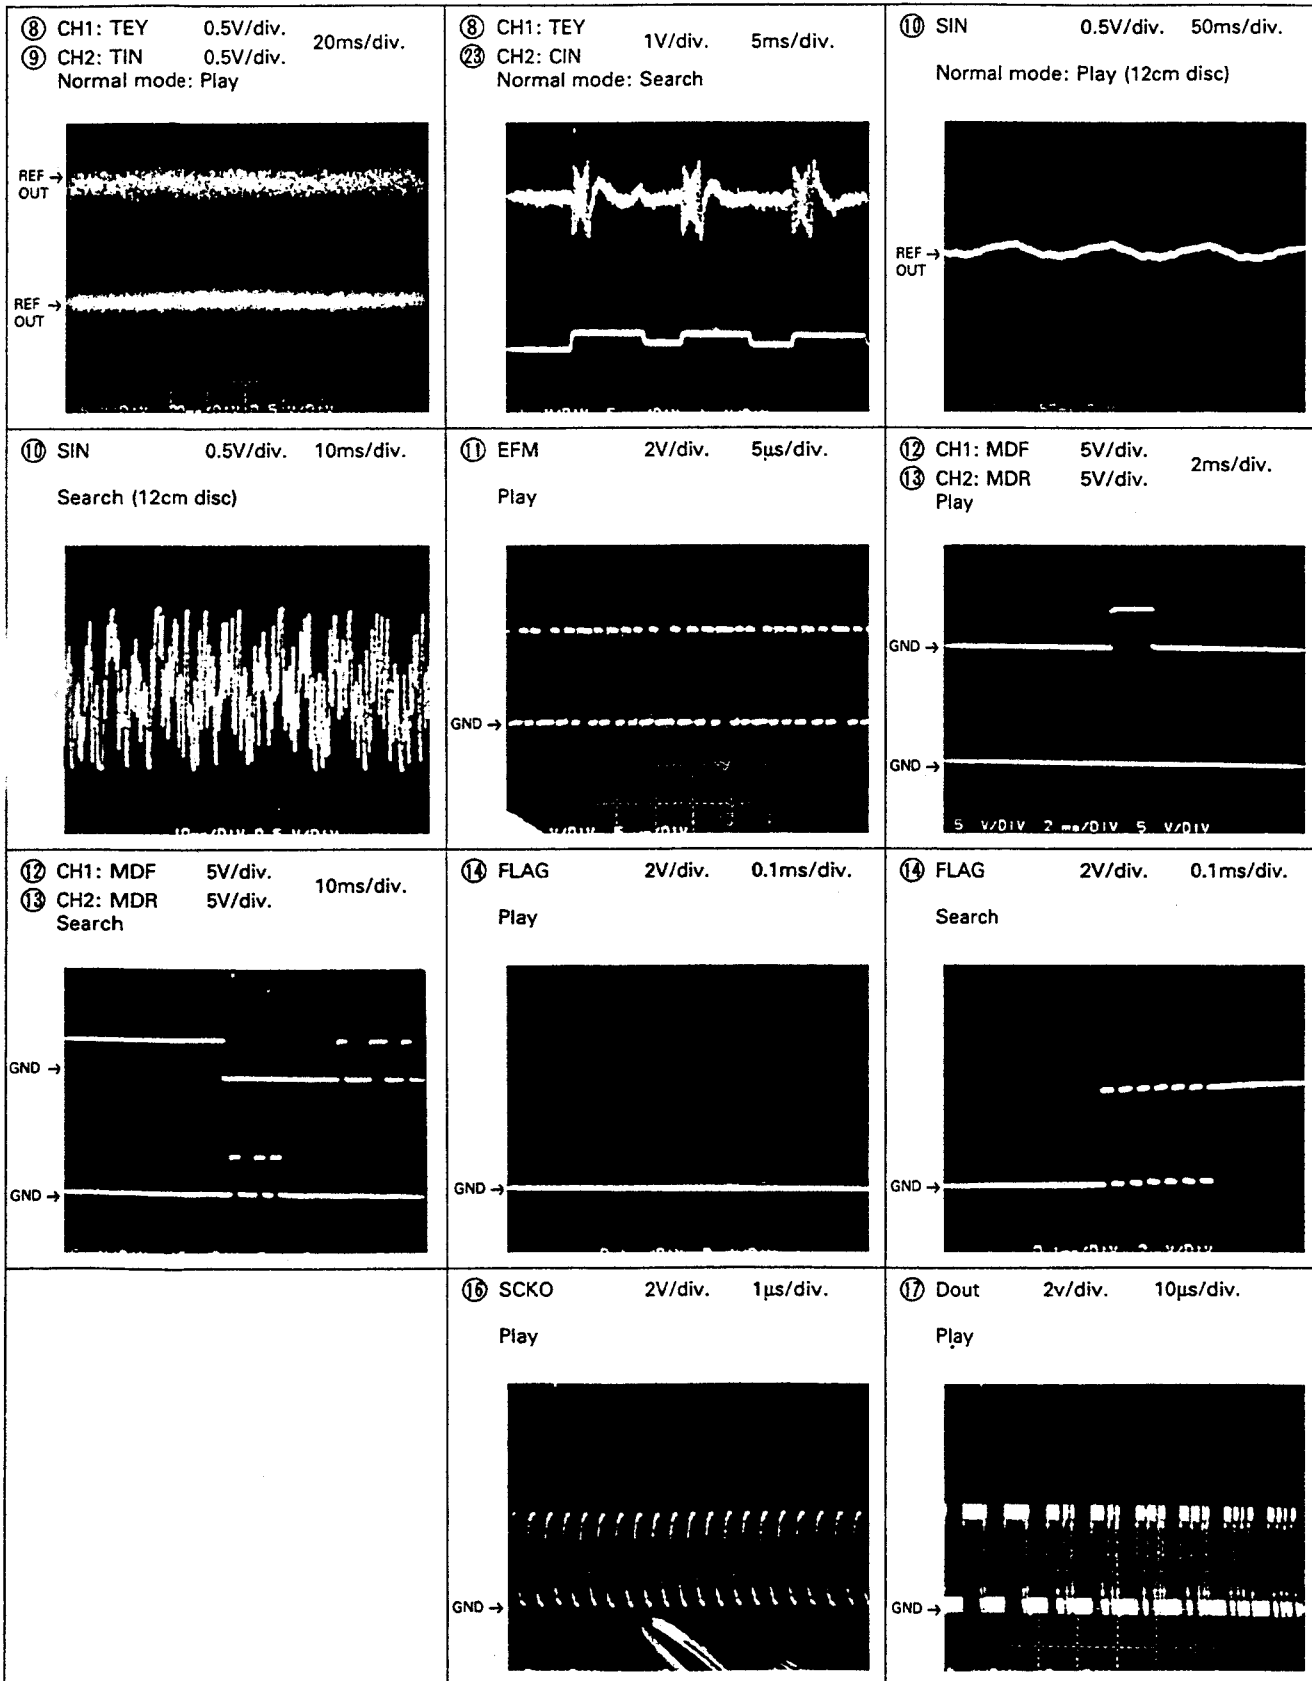 ⑧ CH1: TEY 0.5V/div. 20ms/div.
⑨ CH2: TIN 0.5V/div.
Normal mode: Play
REF →
OUT
REF →
OUT
⑧ CH1: TEY 1V/div. 5ms/div.
㉓ CH2: CIN
Normal mode: Search
⑩ SIN 0.5V/div. 50ms/div.
Normal mode: Play (12cm disc)
REF →
OUT
⑩ SIN 0.5V/div. 10ms/div.
Search (12cm disc)
⑪ EFM 2V/div. 5µs/div.
Play
GND →
⑫ CH1: MDF 5V/div. 2ms/div.
⑬ CH2: MDR 5V/div.
Play
GND →
GND →
5 V/DIV 2 ms/DIV 5 V/DIV
⑫ CH1: MDF 5V/div. 10ms/div.
⑬ CH2: MDR 5V/div.
Search
GND →
GND →
⑭ FLAG 2V/div. 0.1ms/div.
Play
GND →
⑭ FLAG 2V/div. 0.1ms/div.
Search
GND →
⑯ SCKO 2V/div. 1µs/div.
Play
GND →
⑰ Dout 2v/div. 10µs/div.
Play
GND →